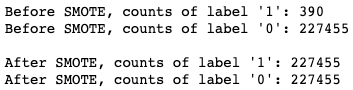 Before SMOTE, counts of label '1': 390
Before SMOTE, counts of label '0': 227455
After SMOTE, counts of label '1': 227455
After SMOTE, counts of label '0': 227455